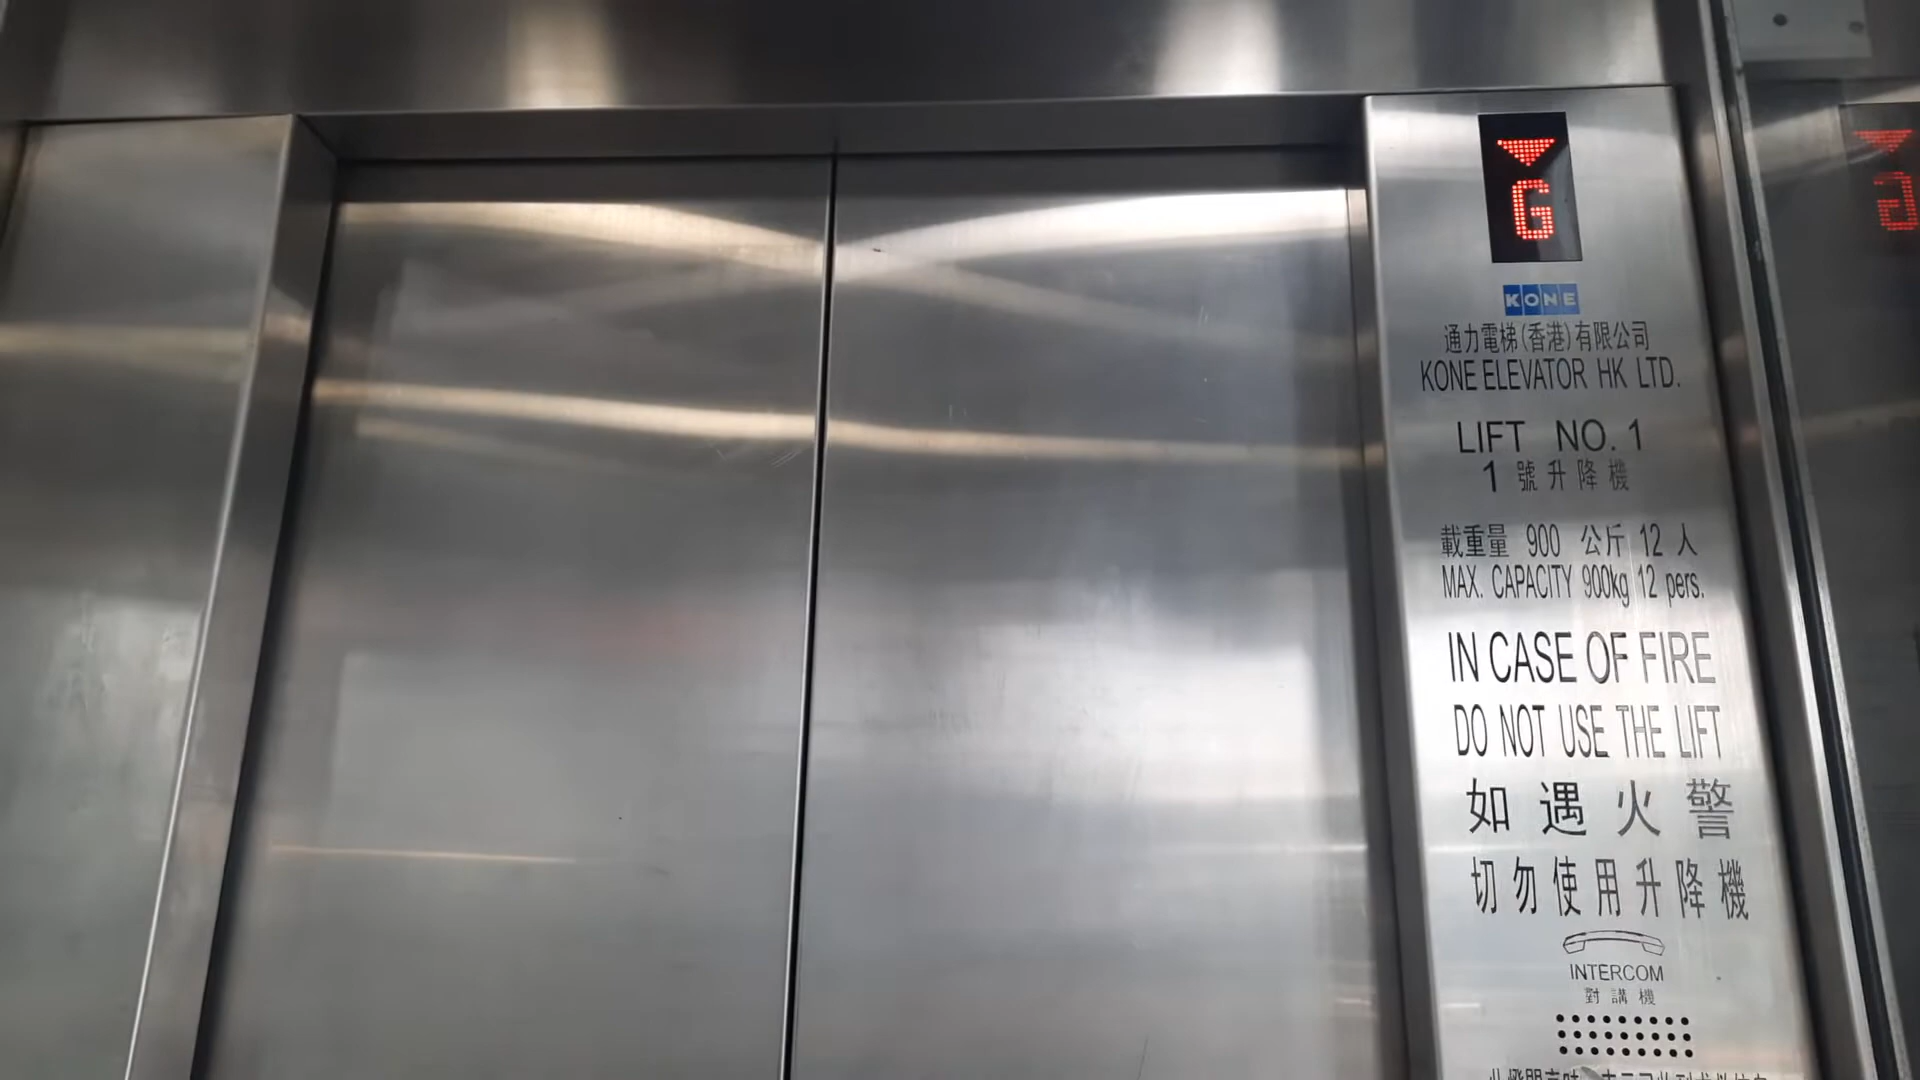 G
KONE
通力電梯(香港)有限公司
KONE ELEVATOR HK LTD.
LIFT NO. 1
1 號升降機
載重量 900 公斤 12 人
MAX. CAPACITY 900kg 12 pers.
IN CASE OF FIRE
DO NOT USE THE LIFT
如遇火警
切勿使用升降機
INTERCOM
對講機